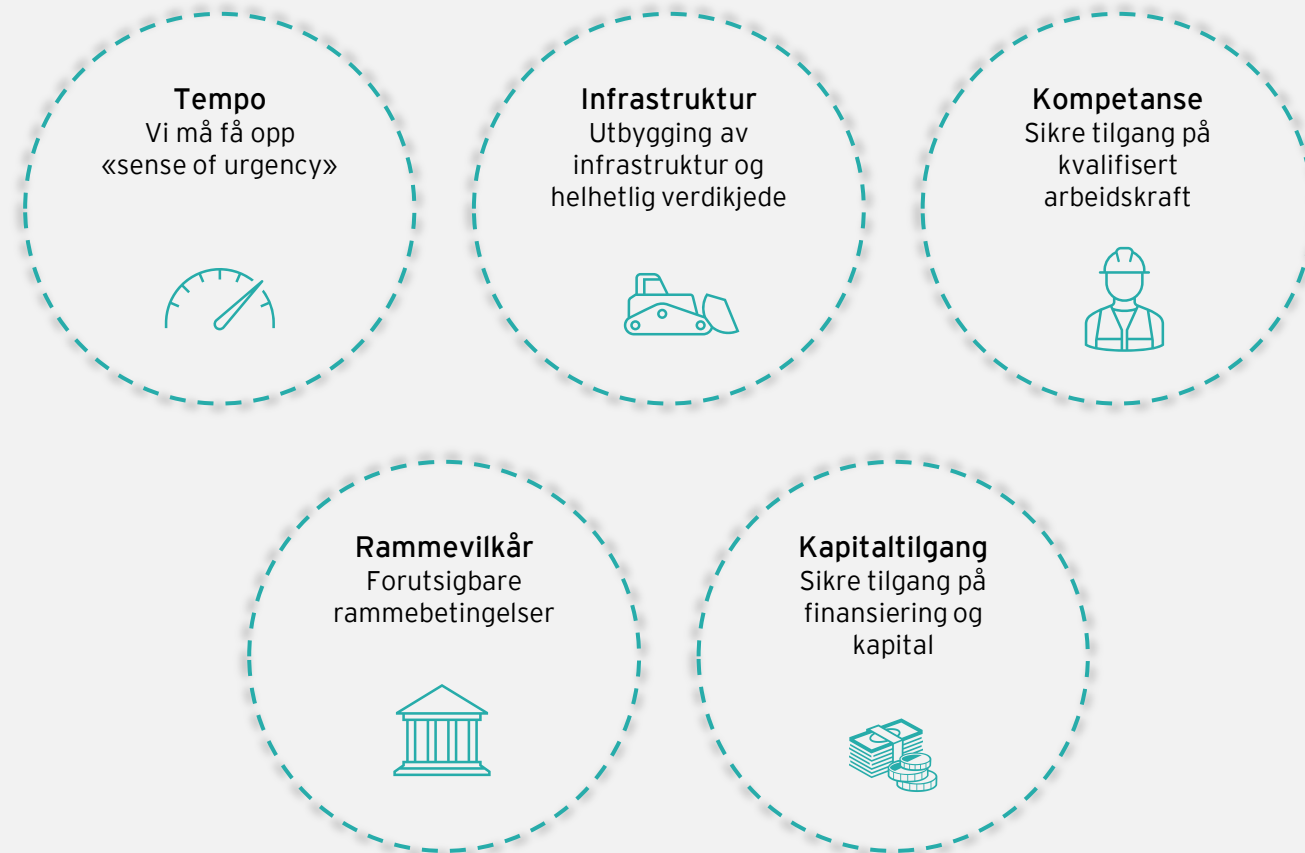 Tempo
Vi må få opp
«sense of urgency»
Infrastruktur
Utbygging av
infrastruktur og
helhetlig verdikjede
Kompetanse
Sikre tilgang på
kvalifisert
arbeidskraft
Rammevilkår
Forutsigbare
rammebetingelser
Kapitaltilgang
Sikre tilgang på
finansiering og
kapital